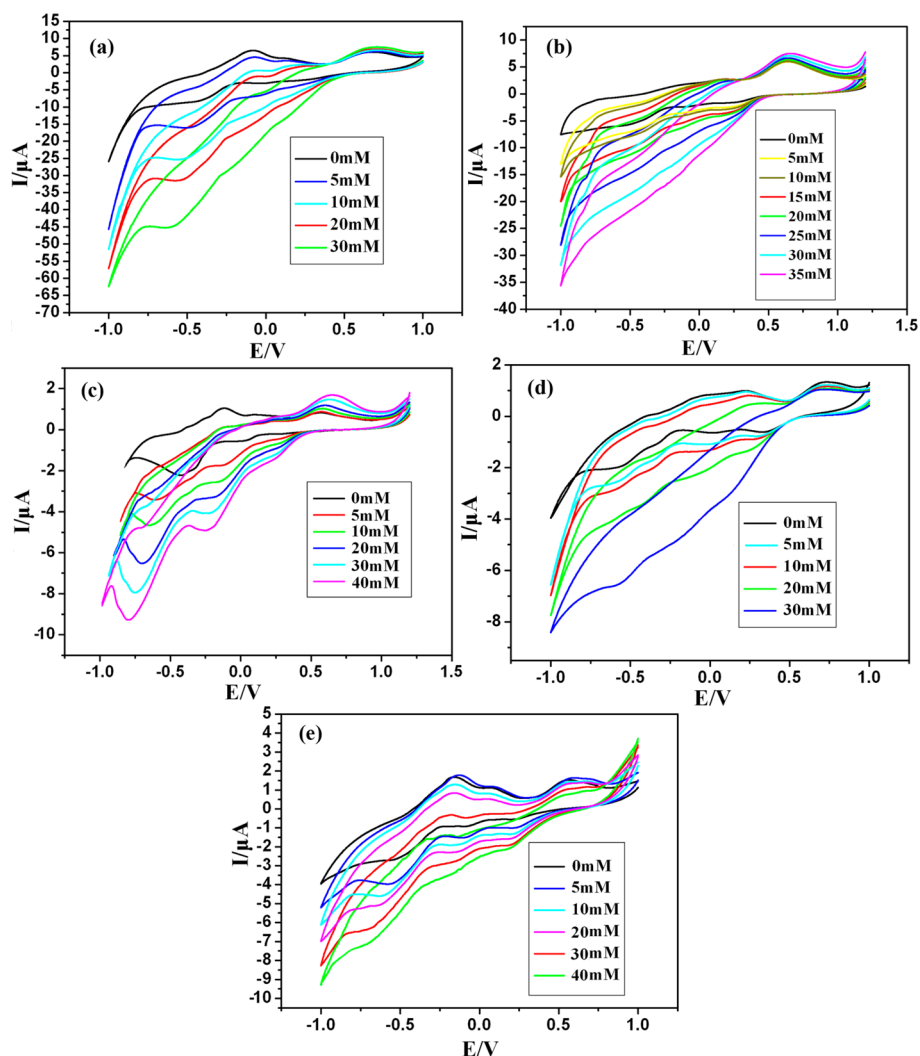 (a)
I/μA
15
10
5
0
-5
-10
-15
-20
-25
-30
-35
-40
-45
-50
-55
-60
-65
-70
0mM
5mM
10mM
20mM
30mM
-1.0 -0.5 0.0 0.5 1.0
E/V
(b)
I/μA
10
5
0
-5
-10
-15
-20
-25
-30
-35
-40
0mM
5mM
10mM
15mM
20mM
25mM
30mM
35mM
-1.0 -0.5 0.0 0.5 1.0 1.5
E/V
(c)
I/μA
2
0
-2
-4
-6
-8
-10
0mM
5mM
10mM
20mM
30mM
40mM
-1.0 -0.5 0.0 0.5 1.0 1.5
E/V
(d)
I/μA
2
0
-2
-4
-6
-8
0mM
5mM
10mM
20mM
30mM
-1.0 -0.5 0.0 0.5 1.0
E/V
(e)
I/μA
5
4
3
2
1
0
-1
-2
-3
-4
-5
-6
-7
-8
-9
-10
0mM
5mM
10mM
20mM
30mM
40mM
-1.0 -0.5 0.0 0.5 1.0
E/V